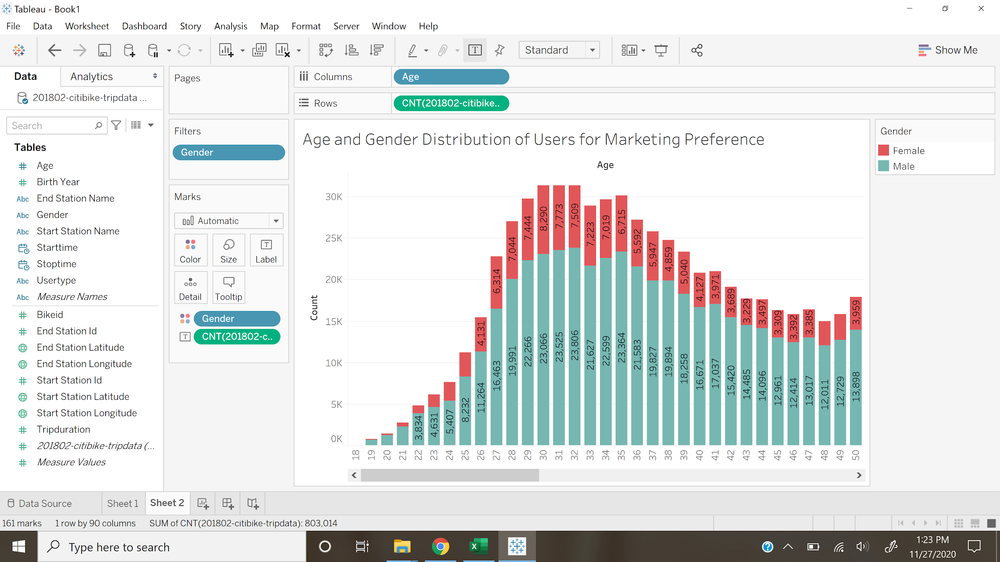 Tableau - Book1
File Data Worksheet Dashboard Story Analysis Map Format Server Window Help
Standard
Show Me
Data Analytics
201802-citibike-tripdata ...
Search
Tables
Age
Birth Year
Abc End Station Name
Abc Gender
Abc Start Station Name
Starttime
Stoptime
Abc Usertype
Abc Measure Names
Bikeid
End Station Id
End Station Latitude
End Station Longitude
Start Station Id
Start Station Latitude
Start Station Longitude
Tripduration
201802-citibike-tripdata (...
Measure Values
Pages
Filters
Gender
Marks
Automatic
Color Size Label
Detail Tooltip
Gender
CNT(201802-c..
Columns Age
Rows CNT(201802-citibike..
Age and Gender Distribution of Users for Marketing Preference
Age
Count
30K
25K
20K
15K
10K
5K
0K
4,131 6,314 7,044 7,444 8,290 7,773 7,509 7,223 7,019 6,715 5,592 5,947 4,859 5,040 4,127 3,971 3,689 3,229 3,497 3,309 3,392 3,385 3,959
3,834 4,631 5,407 8,232 11,264 16,463 19,991 22,266 23,066 23,525 23,806 21,627 22,599 23,364 21,583 19,827 19,894 18,258 16,671 17,037 15,420 14,485 14,096 12,961 12,414 13,017 12,011 12,729 13,898
18 19 20 21 22 23 24 25 26 27 28 29 30 31 32 33 34 35 36 37 38 39 40 41 42 43 44 45 46 47 48 49 50
Gender
Female
Male
Data Source Sheet 1 Sheet 2
161 marks 1 row by 90 columns SUM of CNT(201802-citibike-tripdata): 803,014
Type here to search
1:23 PM
11/27/2020